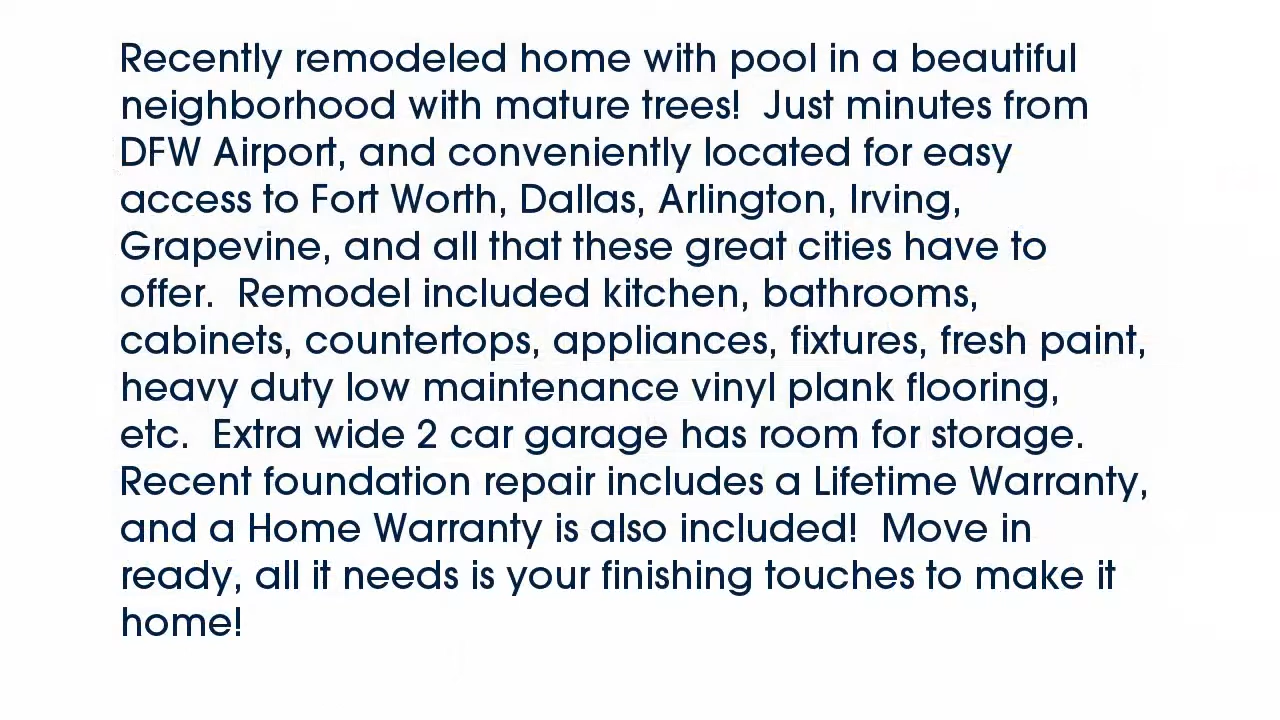 Recently remodeled home with pool in a beautiful
neighborhood with mature trees!  Just minutes from
DFW Airport, and conveniently located for easy
access to Fort Worth, Dallas, Arlington, Irving,
Grapevine, and all that these great cities have to
offer.  Remodel included kitchen, bathrooms,
cabinets, countertops, appliances, fixtures, fresh paint,
heavy duty low maintenance vinyl plank flooring,
etc.  Extra wide 2 car garage has room for storage.
Recent foundation repair includes a Lifetime Warranty,
and a Home Warranty is also included!  Move in
ready, all it needs is your finishing touches to make it
home!